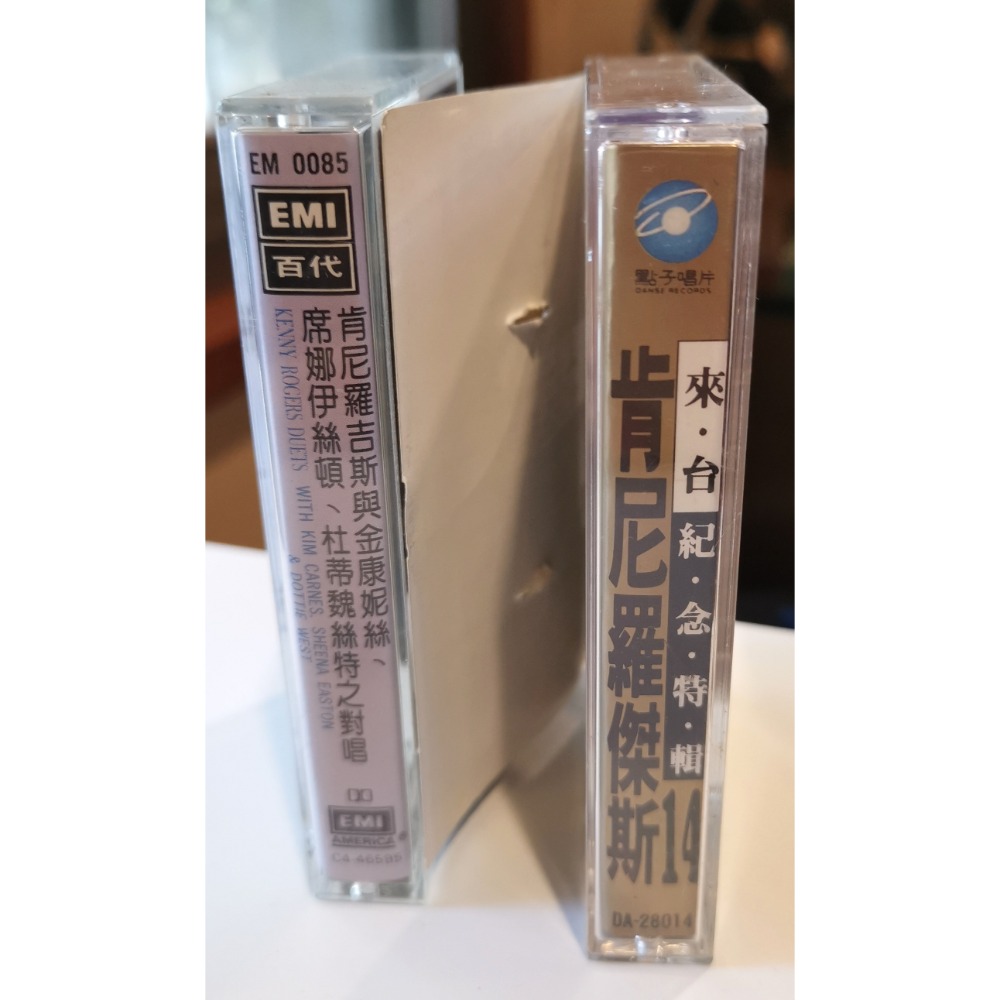 EM 0085
EMI
百代
肯尼羅吉斯與金康妮絲、
席娜伊絲頓、杜蒂魏絲特之對唱
KENNY ROGERS DUETS WITH KIM CARNES, SHEENA EASTON
& DOTTIE WEST
EMI
AMERICA
C4-46595
點子唱片
DANSE RECORDS
來·台紀·念·特·輯
肯尼羅傑斯14
DA-28014